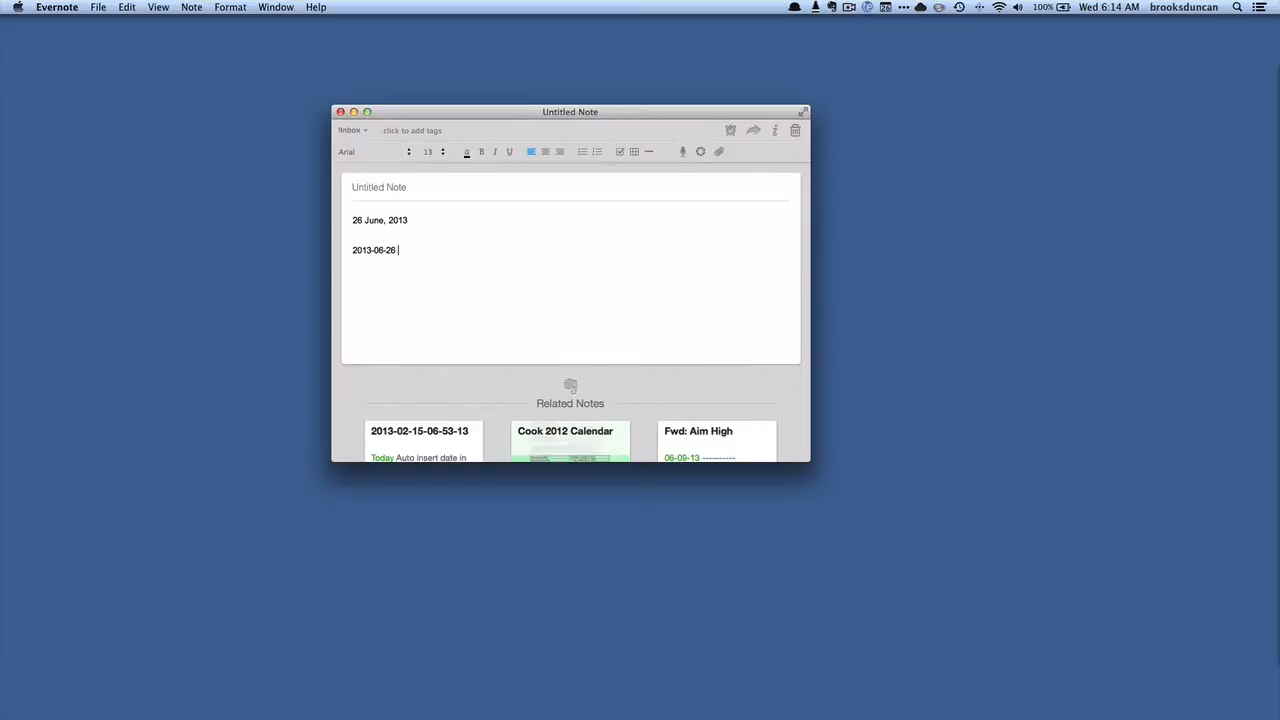 Evernote File Edit View Note Format Window Help 26 100% Wed 6:14 AM brooksduncan
Untitled Note
!Inbox click to add tags
Arial 13 a B I U
Untitled Note
26 June, 2013
2013-06-26
Related Notes
2013-02-15-06-53-13 Cook 2012 Calendar Fwd: Aim High
Today Auto insert date in 06-09-13 ----------